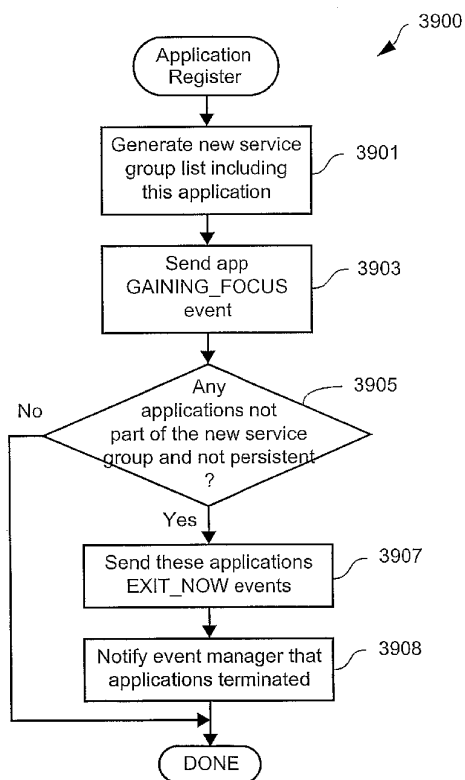 3900
Application
Register
Generate new service
group list including
this application
3901
Send app
GAINING_FOCUS
event
3903
Any
applications not
part of the new service
group and not persistent
?
3905
No
Yes
Send these applications
EXIT_NOW events
3907
Notify event manager that
applications terminated
3908
DONE